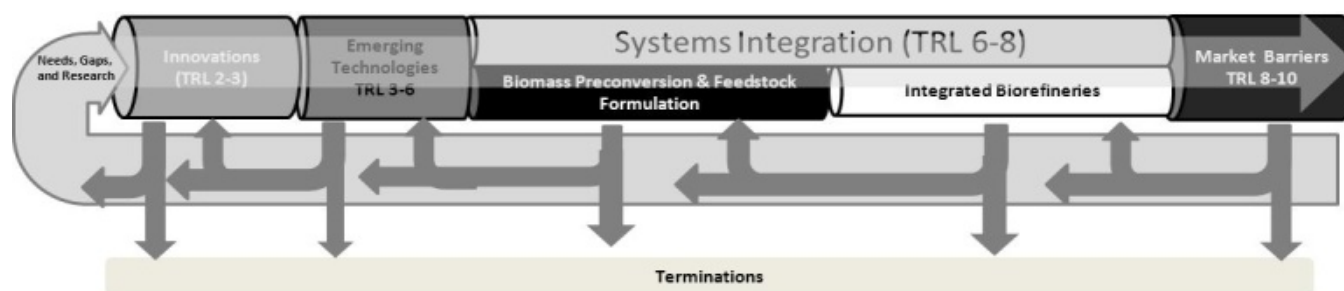 Needs, Gaps,
and Research
Innovations
(TRL 2-3)
Emerging
Technologies
TRL 3-6
Systems Integration (TRL 6-8)
Biomass Preconversion & Feedstock
Formulation
Integrated Biorefineries
Market Barriers
TRL 8-10
Terminations